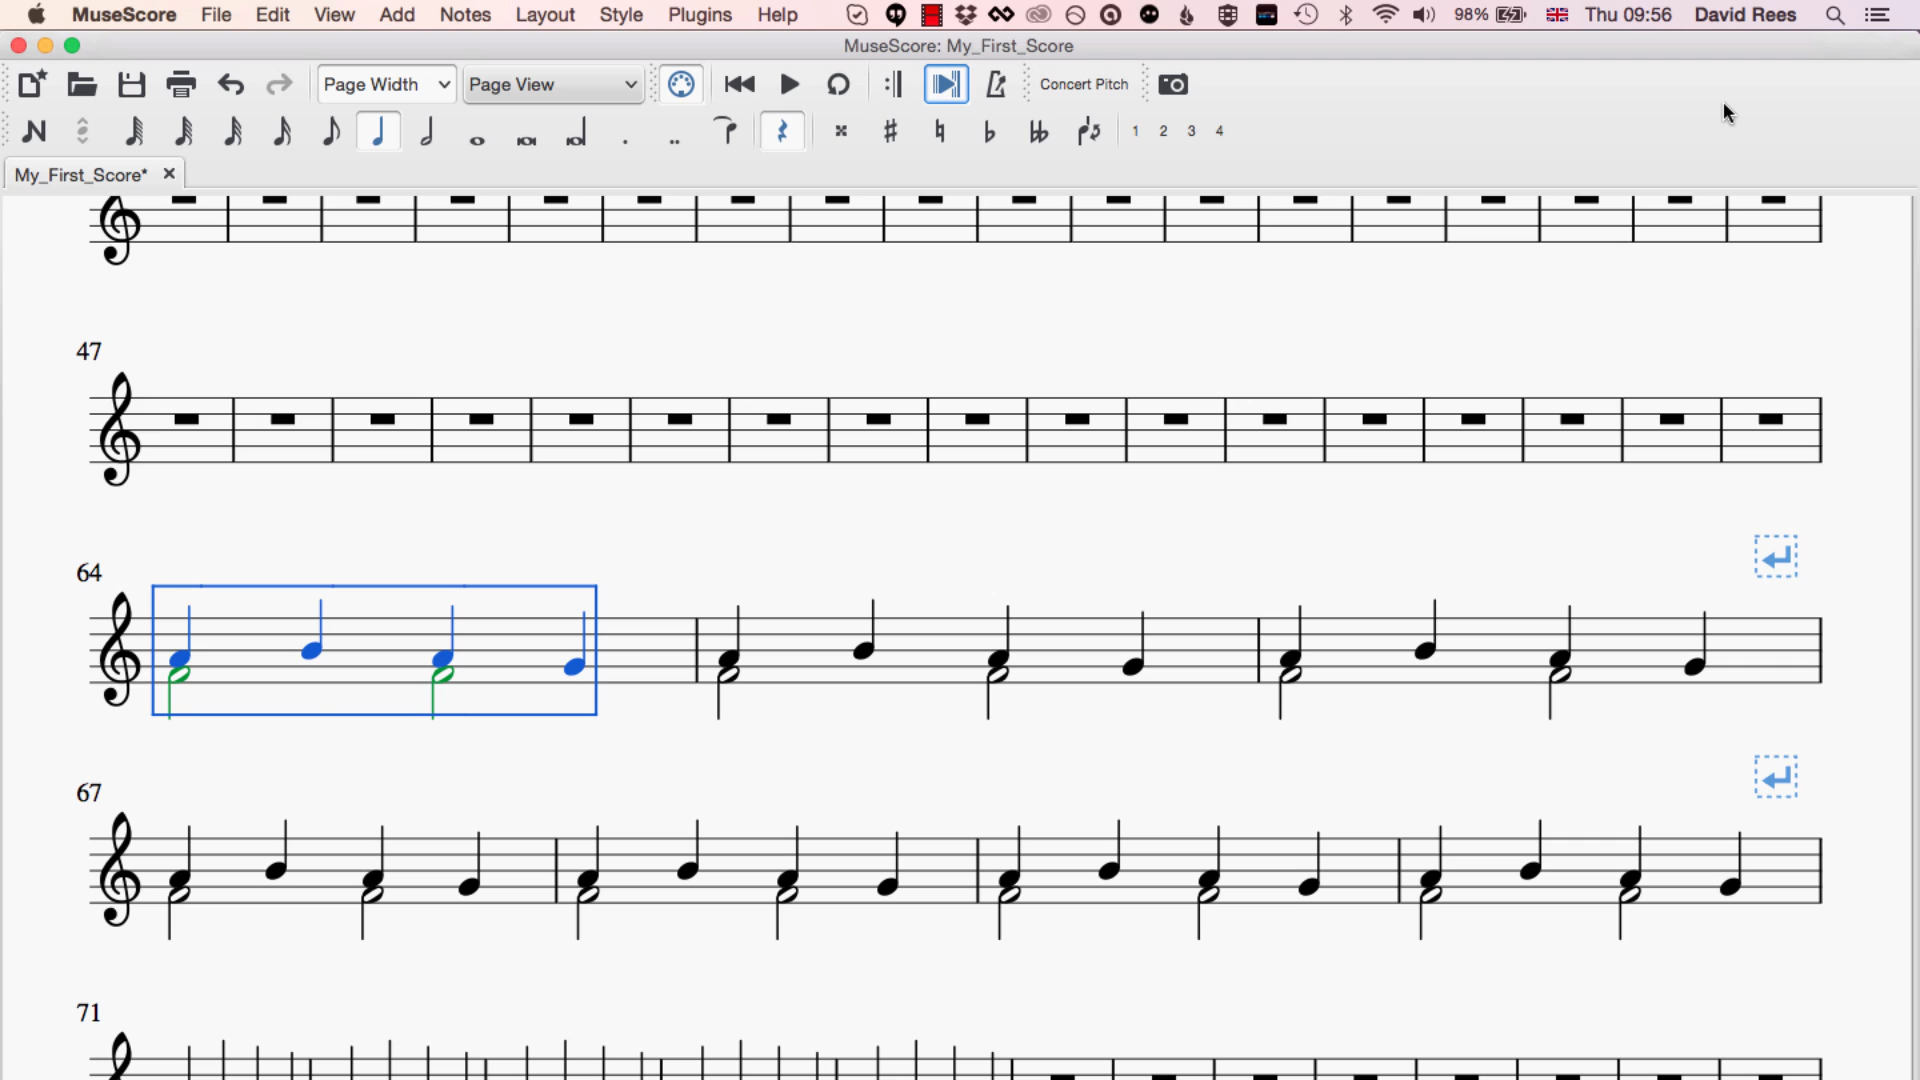 MuseScore File Edit View Add Notes Layout Style Plugins Help 98% Thu 09:56 David Rees
MuseScore: My_First_Score
Page Width Page View Concert Pitch
1 2 3 4
My_First_Score*
47
64
67
71